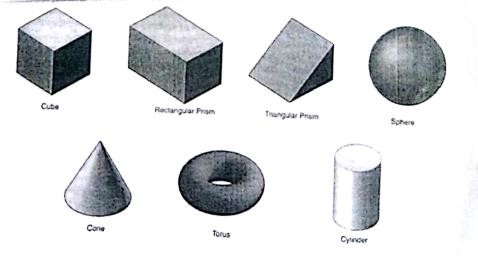 Cube
Rectangular Prism
Triangular Prism
Sphere
Cone
Torus
Cylinder